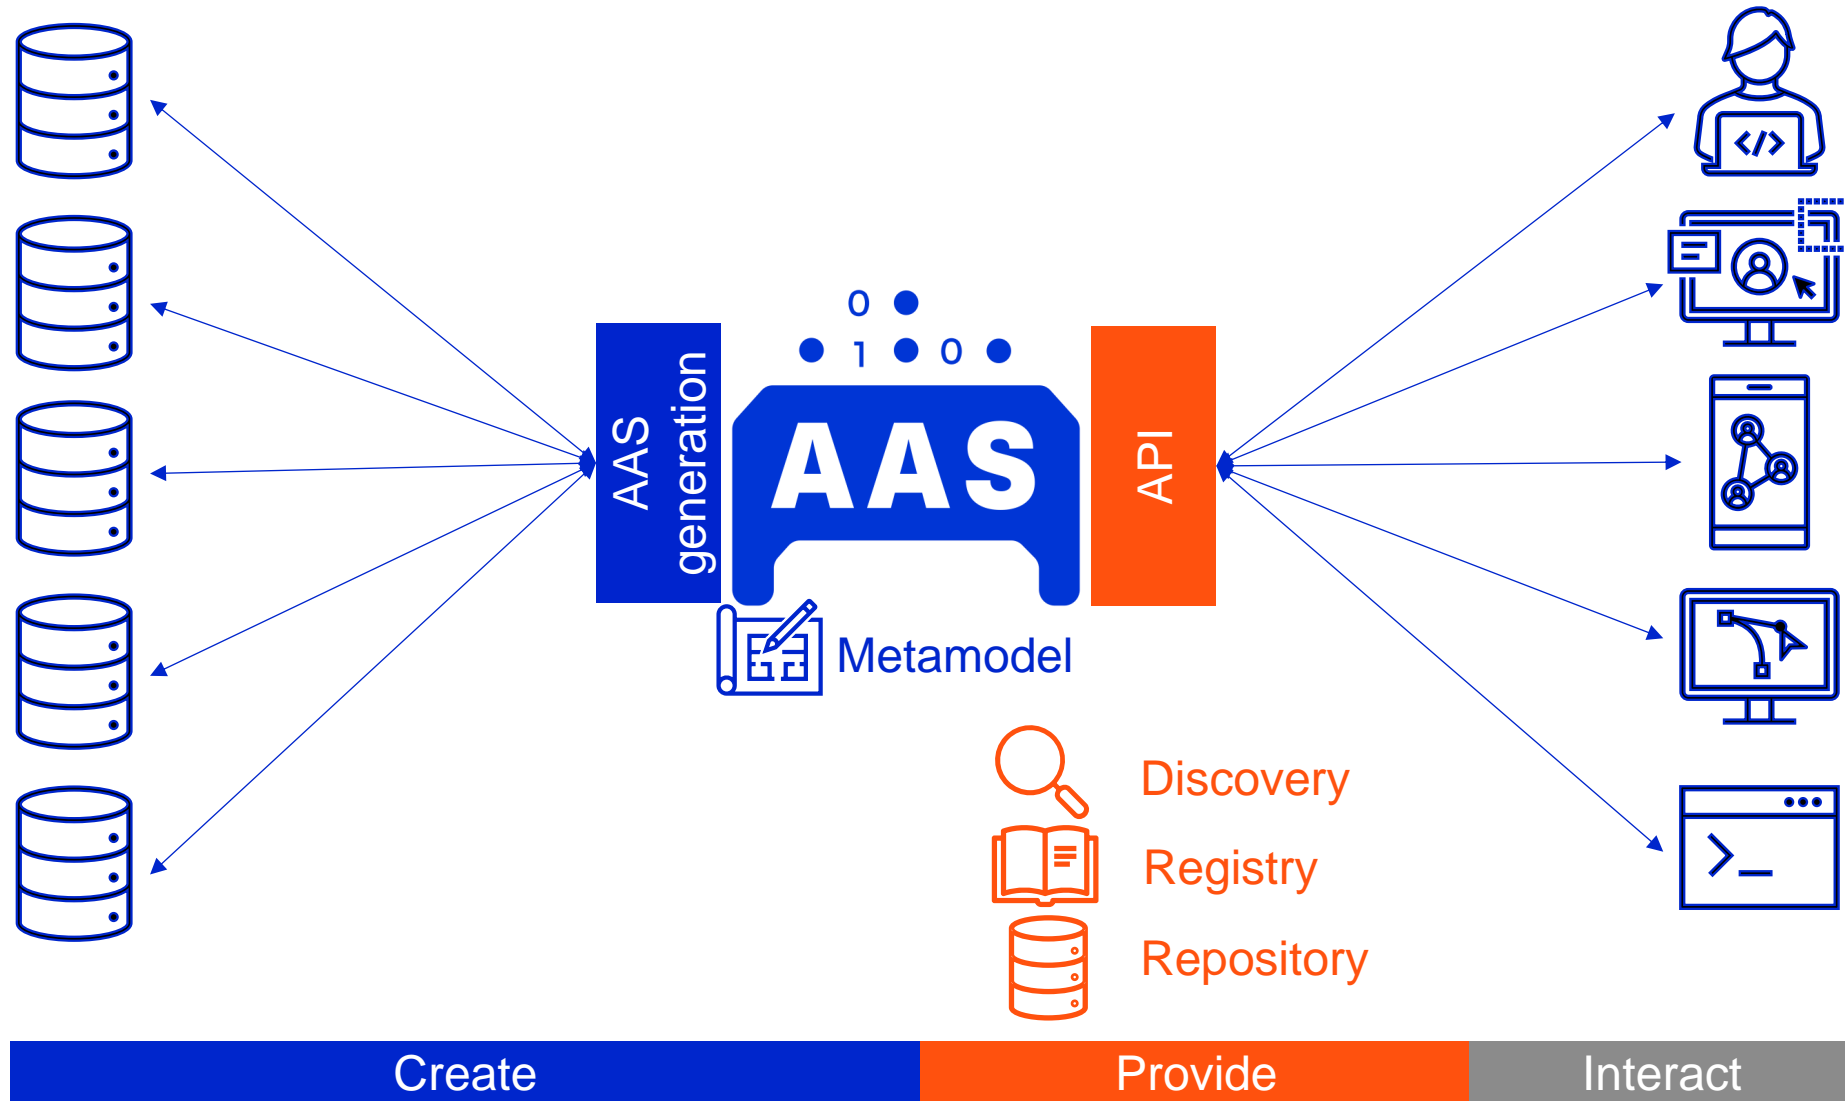 0
1 0
AAS
generation
AAS
API
</>
Metamodel
Discovery
Registry
Repository
>_
Create
Provide
Interact